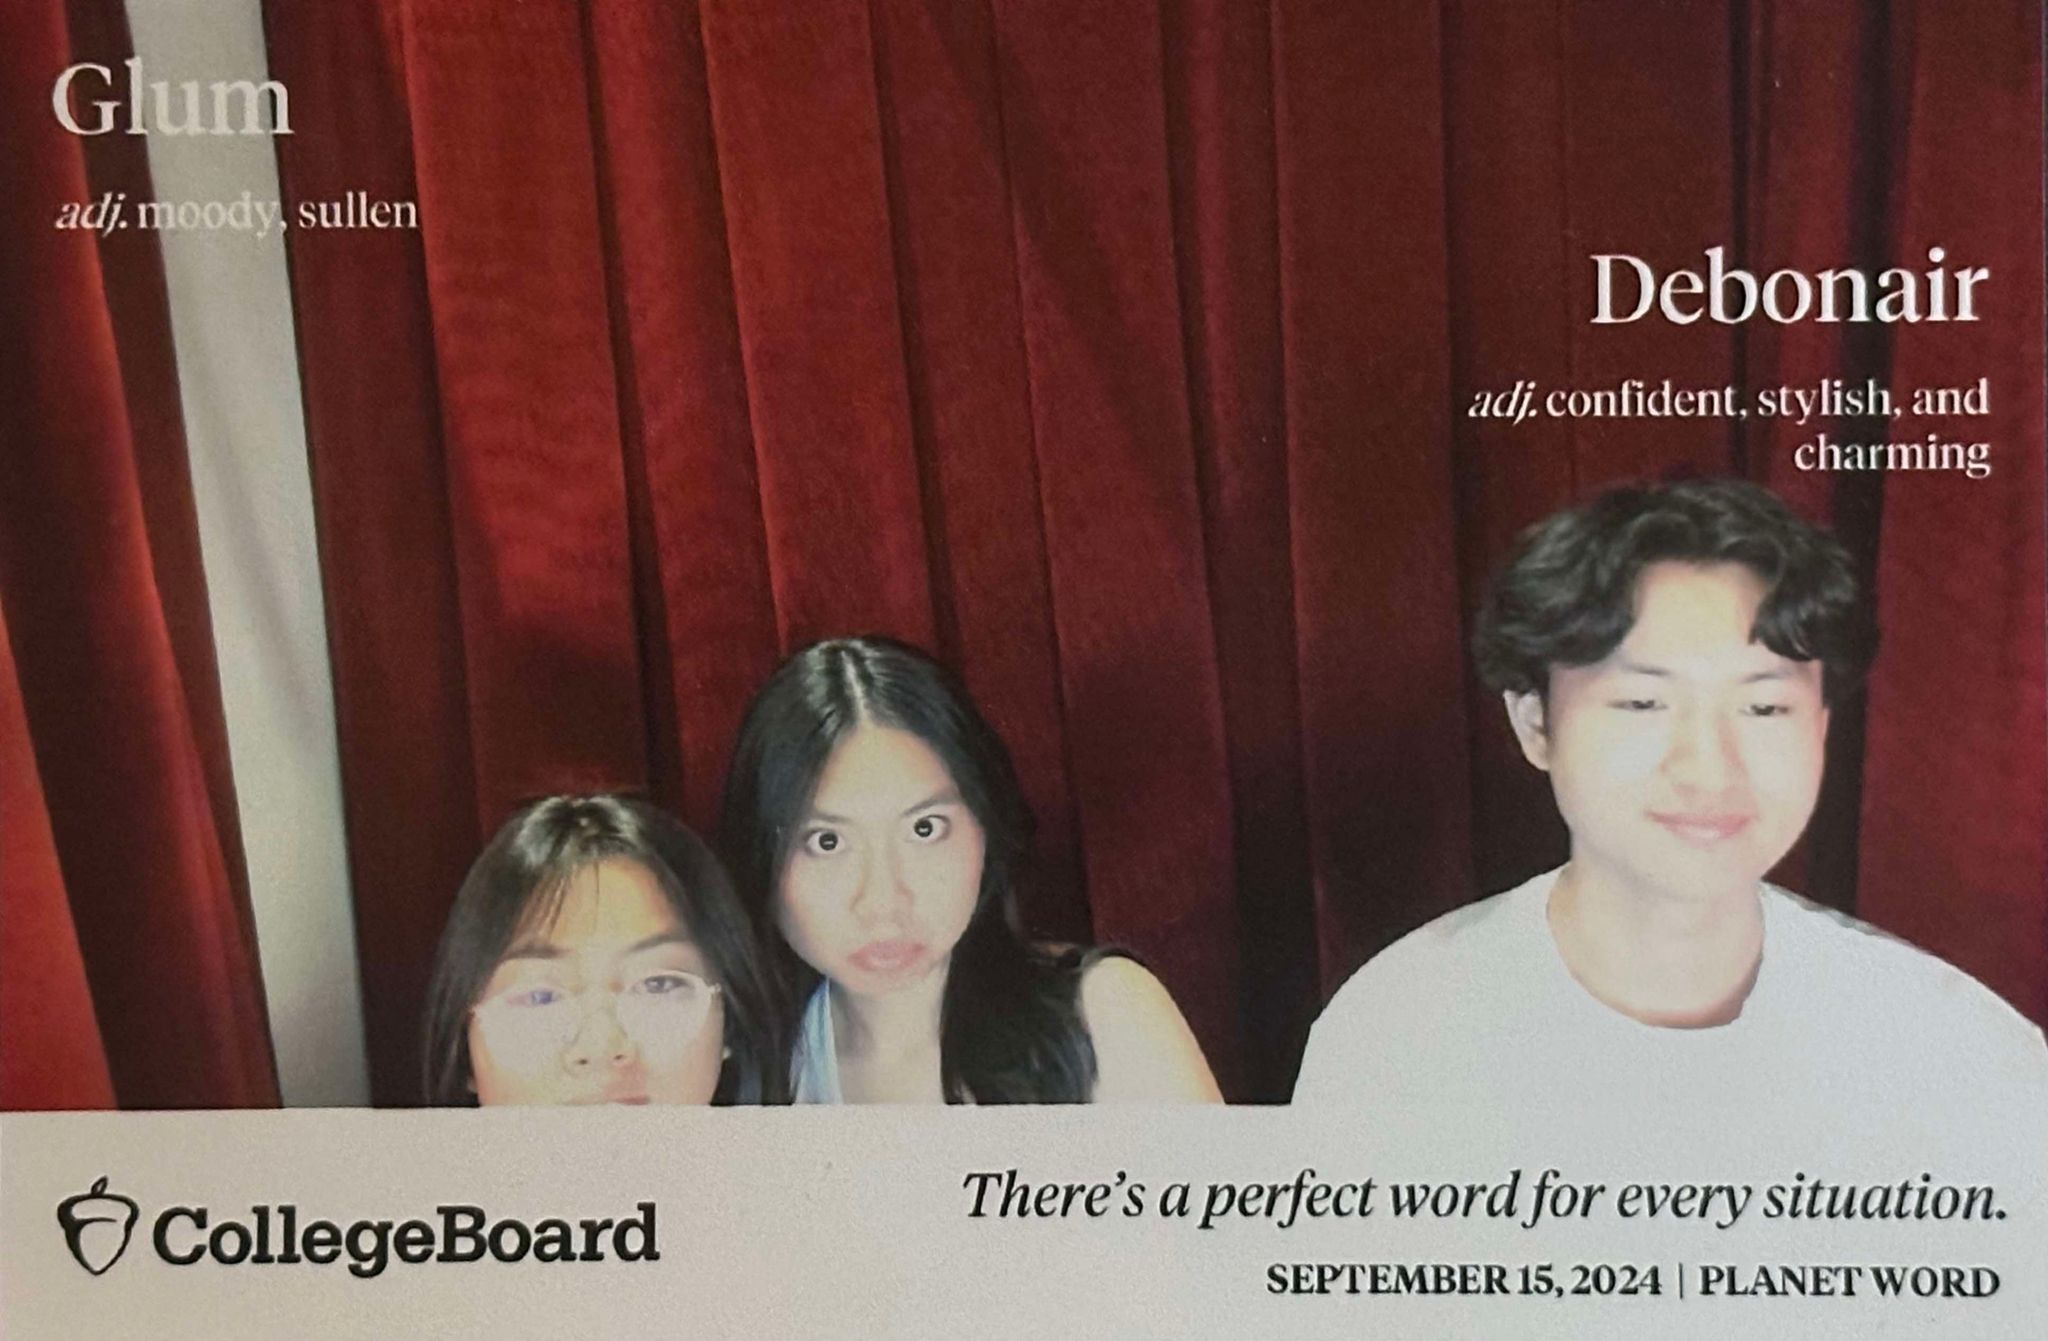 Glum
adj. moody, sullen
Debonair
adj. confident, stylish, and
charming
CollegeBoard
There's a perfect word for every situation.
SEPTEMBER 15, 2024 | PLANET WORD